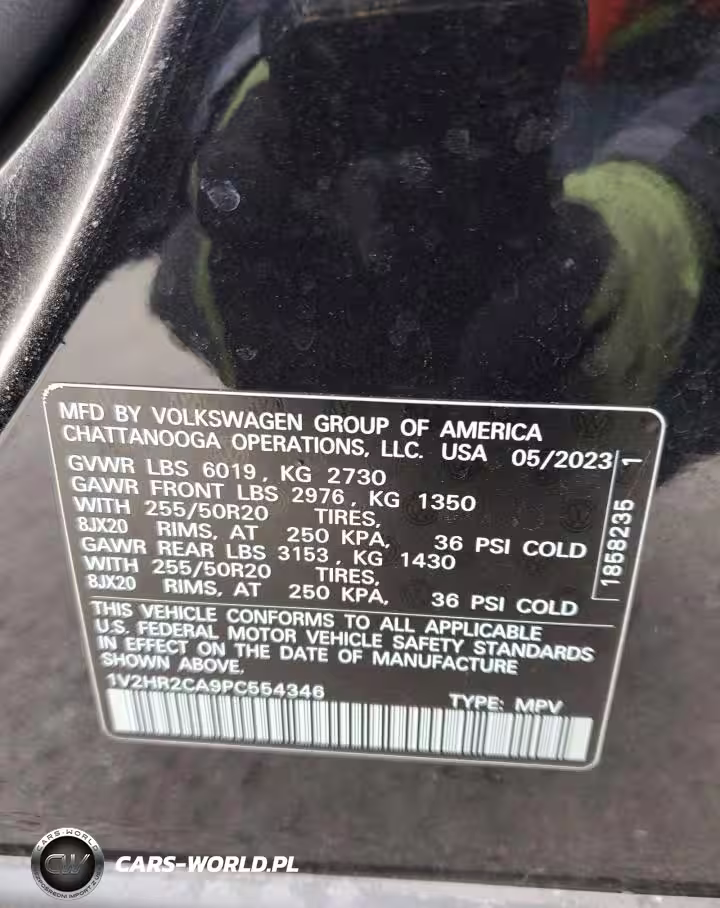 MFD BY VOLKSWAGEN GROUP OF AMERICA
CHATTANOOGA OPERATIONS, LLC. USA 05/2023
GVWR LBS 6019, KG 2730
GAWR FRONT LBS 2976, KG 1350
WITH 255/50R20 TIRES,
8JX20 RIMS, AT 250 KPA, 36 PSI COLD
GAWR REAR LBS 3153, KG 1430
WITH 255/50R20 TIRES,
8JX20 RIMS, AT 250 KPA, 36 PSI COLD
1858235 1
THIS VEHICLE CONFORMS TO ALL APPLICABLE
U.S. FEDERAL MOTOR VEHICLE SAFETY STANDARDS
IN EFFECT ON THE DATE OF MANUFACTURE
SHOWN ABOVE.
1V2HR2CA9PC554346 TYPE: MPV
CARS-WORLD
CW
CARS-WORLD.PL